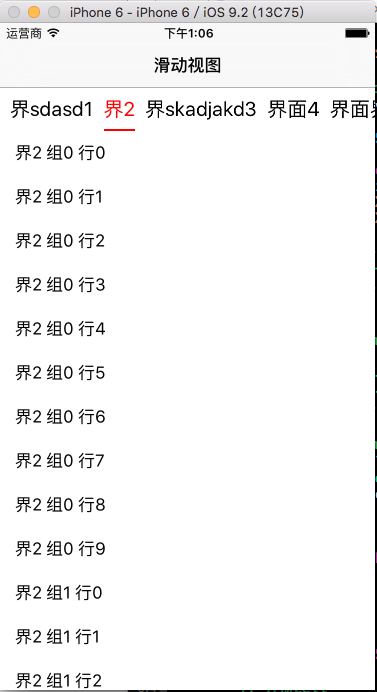 iPhone 6 - iPhone 6 / iOS 9.2 (13C75)
运营商 下午1:06
滑动视图
界sdasd1 界2 界skadjakd3 界面4 界面
界2 组0 行0
界2 组0 行1
界2 组0 行2
界2 组0 行3
界2 组0 行4
界2 组0 行5
界2 组0 行6
界2 组0 行7
界2 组0 行8
界2 组0 行9
界2 组1 行0
界2 组1 行1
界2 组1 行2